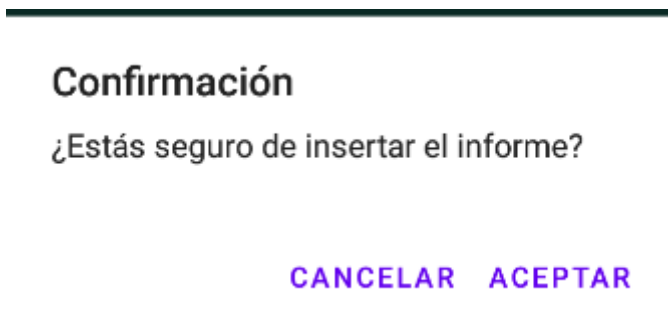 Confirmación
¿Estás seguro de insertar el informe?
CANCELAR ACEPTAR